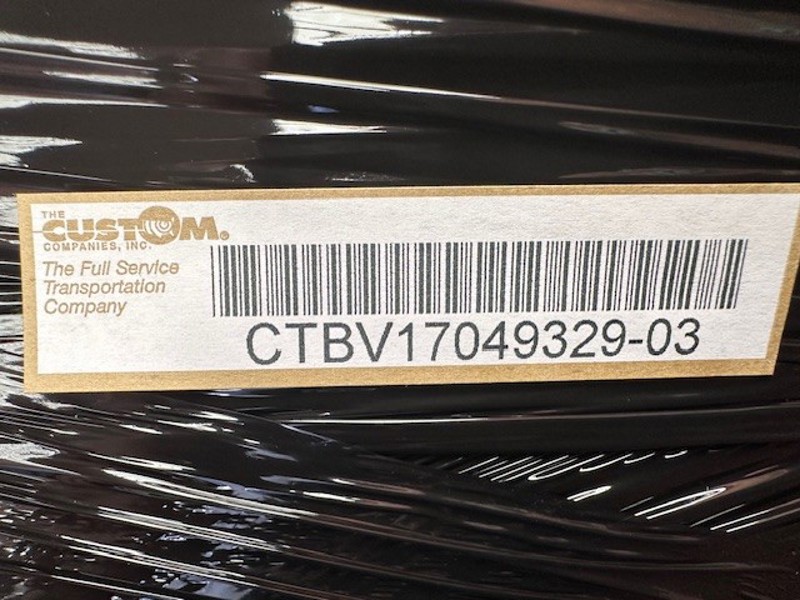 THE
CUSTOM®
COMPANIES, INC.
The Full Service
Transportation
Company
CTBV17049329-03